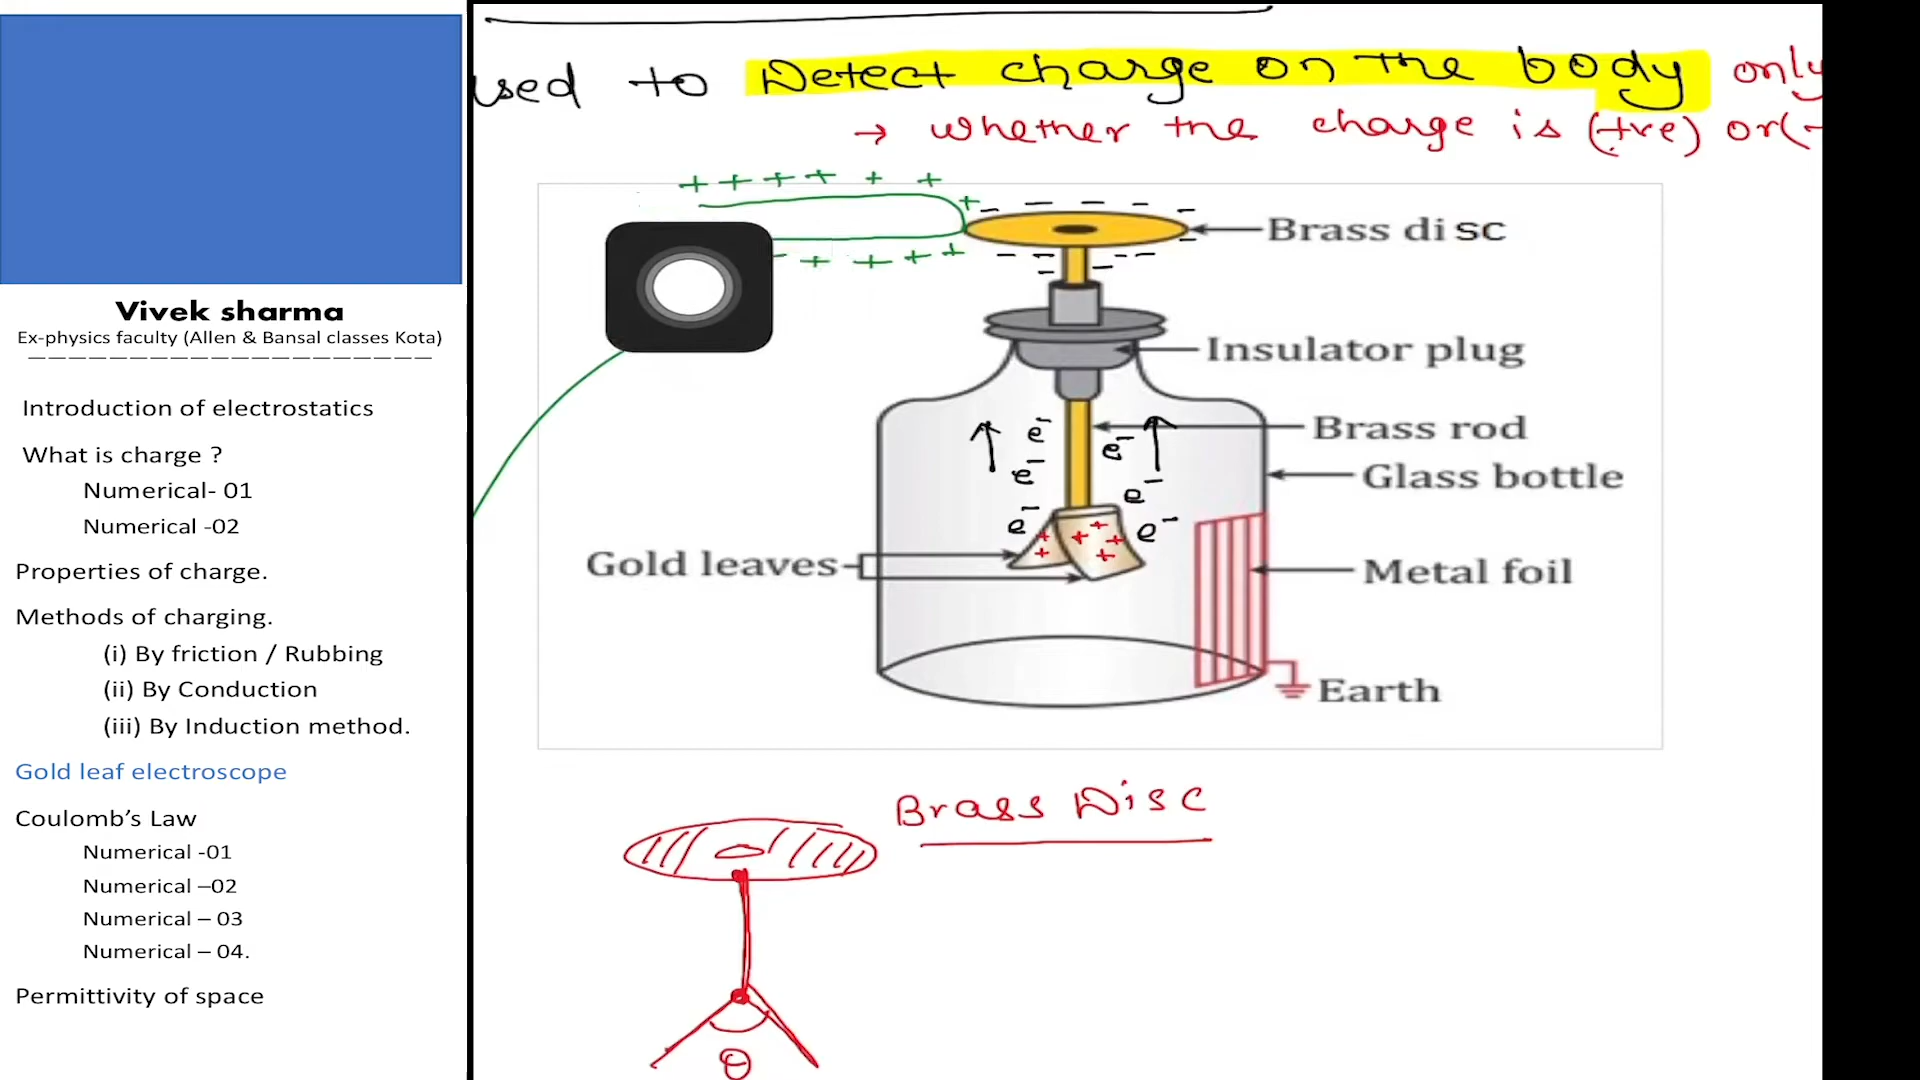 Vivek sharma
Ex-physics faculty (Allen & Bansal classes Kota)
Introduction of electrostatics
What is charge ?
Numerical- 01
Numerical -02
Properties of charge.
Methods of charging.
(i) By friction / Rubbing
(ii) By Conduction
(iii) By Induction method.
Gold leaf electroscope
Coulomb's Law
Numerical -01
Numerical –02
Numerical – 03
Numerical – 04.
Permittivity of space
used to Detect charge on the body only
→ whether the charge is (+ve) or(-
+ + + + + + +
- - - - -
Brass disc
- + + + +
- - - - - -
Insulator plug
Brass rod
e⁻ e⁻
e⁻ e⁻
Glass bottle
e⁻ e⁻
+ + + + + +
Gold leaves
Metal foil
Earth
Brass Disc
θ